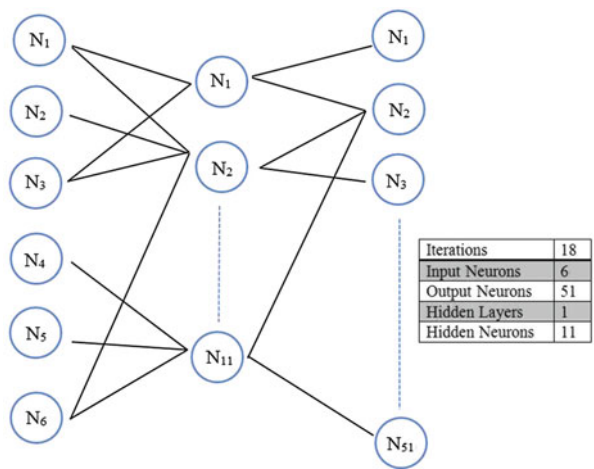 N1
N2
N3
N4
N5
N6
N1
N2
N11
N1
N2
N3
N51
Iterations 18
Input Neurons 6
Output Neurons 51
Hidden Layers 1
Hidden Neurons 11